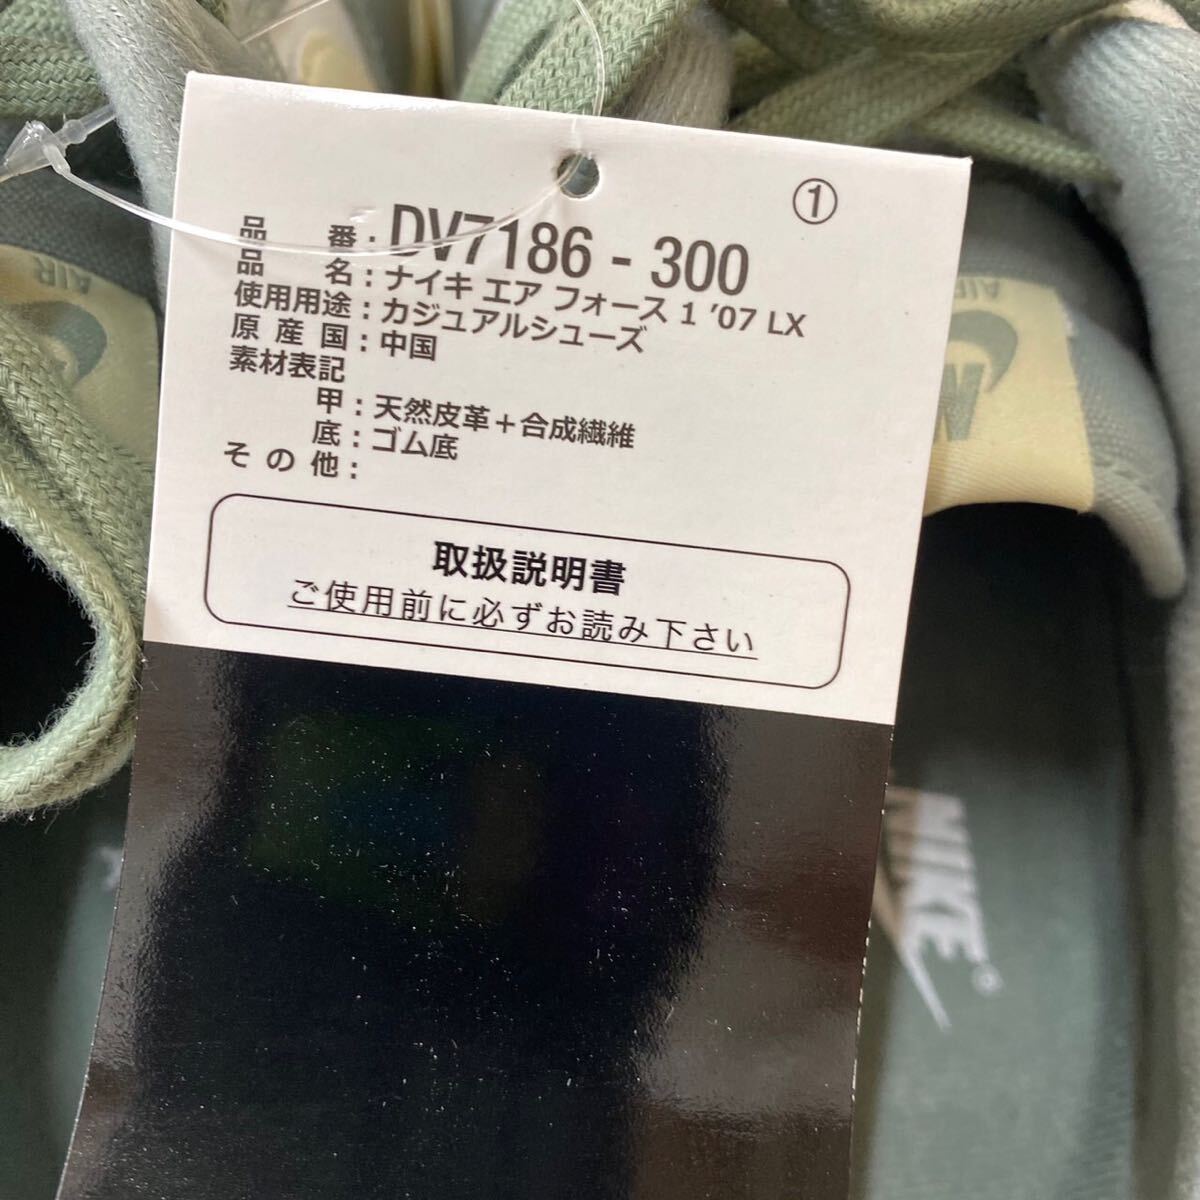 ①
品番:DV7186-300
品名:ナイキ エア フォース 1 '07 LX
使用用途:カジュアルシューズ
原産国:中国
素材表記
甲:天然皮革+合成繊維
底:ゴム底
その他:
取扱説明書
ご使用前に必ずお読み下さい
AIR
AIR
NIKE